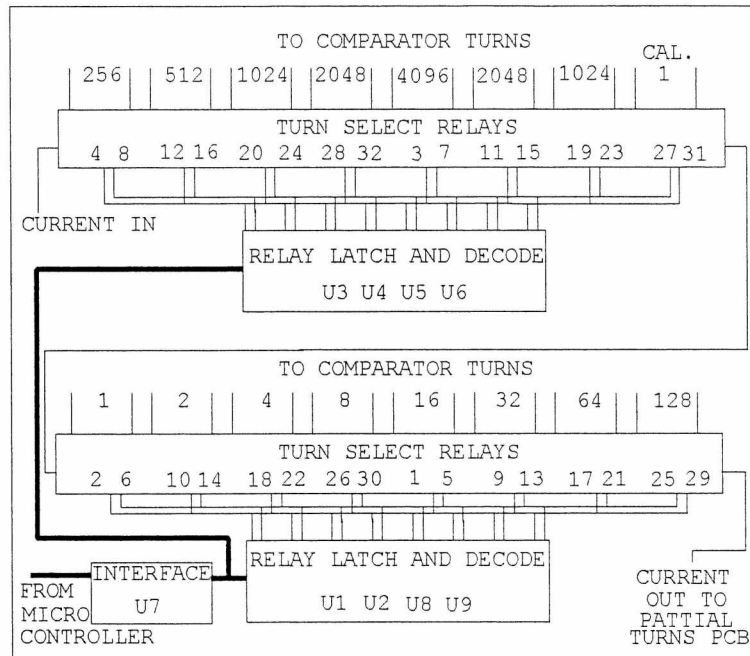 TO COMPARATOR TURNS
CAL.
256 512 1024 2048 4096 2048 1024 1
TURN SELECT RELAYS
4 8 12 16 20 24 28 32 3 7 11 15 19 23 27 31
CURRENT IN
RELAY LATCH AND DECODE
U3 U4 U5 U6
TO COMPARATOR TURNS
1 2 4 8 16 32 64 128
TURN SELECT RELAYS
2 6 10 14 18 22 26 30 1 5 9 13 17 21 25 29
RELAY LATCH AND DECODE
U1 U2 U8 U9
INTERFACE
U7
FROM
MICRO
CONTROLLER
CURRENT
OUT TO
PATTIAL
TURNS PCB